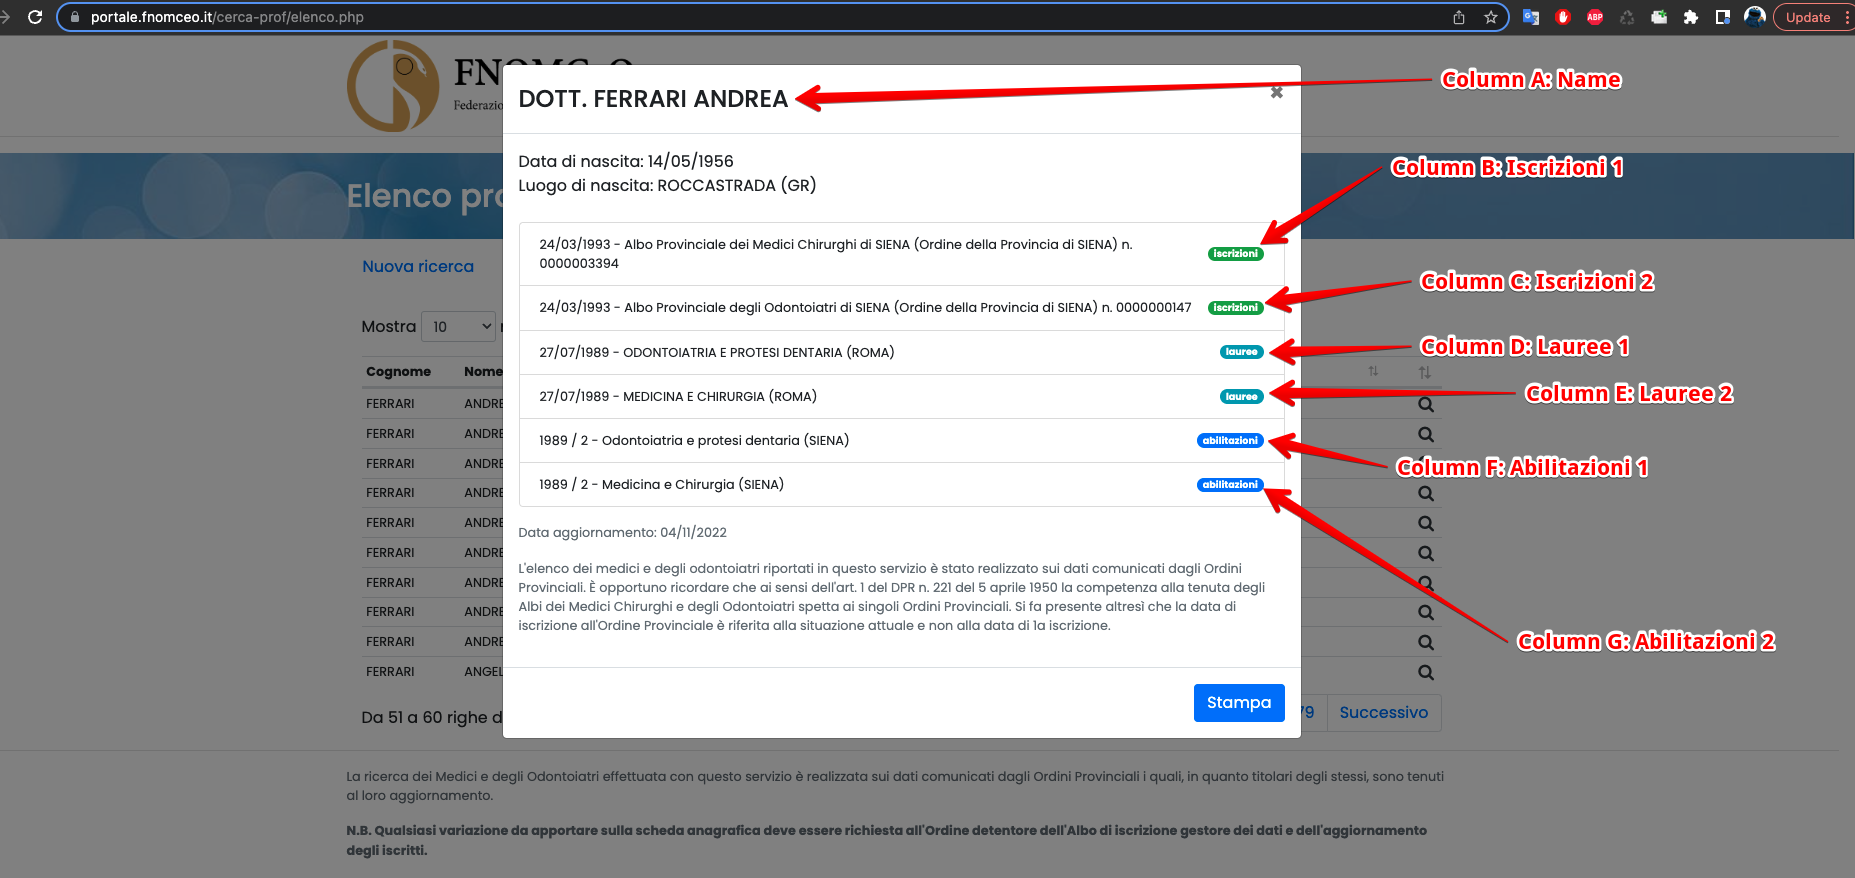 portale.fnomceo.it/cerca-prof/elenco.php
ABP
Update
FNOMCeO
Federazio
DOTT. FERRARI ANDREA
Column A: Name
Elenco pro
Data di nascita: 14/05/1956
Luogo di nascita: ROCCASTRADA (GR)
Column B: Iscrizioni 1
24/03/1993 - Albo Provinciale dei Medici Chirurghi di SIENA (Ordine della Provincia di SIENA) n.
0000003394
iscrizioni
Nuova ricerca
Column C: Iscrizioni 2
24/03/1993 - Albo Provinciale degli Odontoiatri di SIENA (Ordine della Provincia di SIENA) n. 0000000147
iscrizioni
Mostra 10
27/07/1989 - ODONTOIATRIA E PROTESI DENTARIA (ROMA)
lauree
Column D: Lauree 1
Cognome Nome
27/07/1989 - MEDICINA E CHIRURGIA (ROMA)
lauree
Column E: Lauree 2
FERRARI ANDRE
FERRARI ANDRE
1989 / 2 - Odontoiatria e protesi dentaria (SIENA)
abilitazioni
Column F: Abilitazioni 1
FERRARI ANDRE
1989 / 2 - Medicina e Chirurgia (SIENA)
abilitazioni
FERRARI ANDRE
FERRARI ANDRE
Data aggiornamento: 04/11/2022
FERRARI ANDRE
L'elenco dei medici e degli odontoiatri riportati in questo servizio è stato realizzato sui dati comunicati dagli Ordini
Provinciali. È opportuno ricordare che ai sensi dell'art. 1 del DPR n. 221 del 5 aprile 1950 la competenza alla tenuta degli
Albi dei Medici Chirurghi e degli Odontoiatri spetta ai singoli Ordini Provinciali. Si fa presente altresì che la data di
iscrizione all'Ordine Provinciale è riferita alla situazione attuale e non alla data di 1a iscrizione.
FERRARI ANDRE
FERRARI ANDRE
FERRARI ANDRE
Column G: Abilitazioni 2
FERRARI ANGEL
Stampa
Da 51 a 60 righe d
79 Successivo
La ricerca dei Medici e degli Odontoiatri effettuata con questo servizio è realizzata sui dati comunicati dagli Ordini Provinciali i quali, in quanto titolari degli stessi, sono tenuti
al loro aggiornamento.
N.B. Qualsiasi variazione da apportare sulla scheda anagrafica deve essere richiesta all'Ordine detentore dell'Albo di iscrizione gestore dei dati e dell'aggiornamento
degli iscritti.